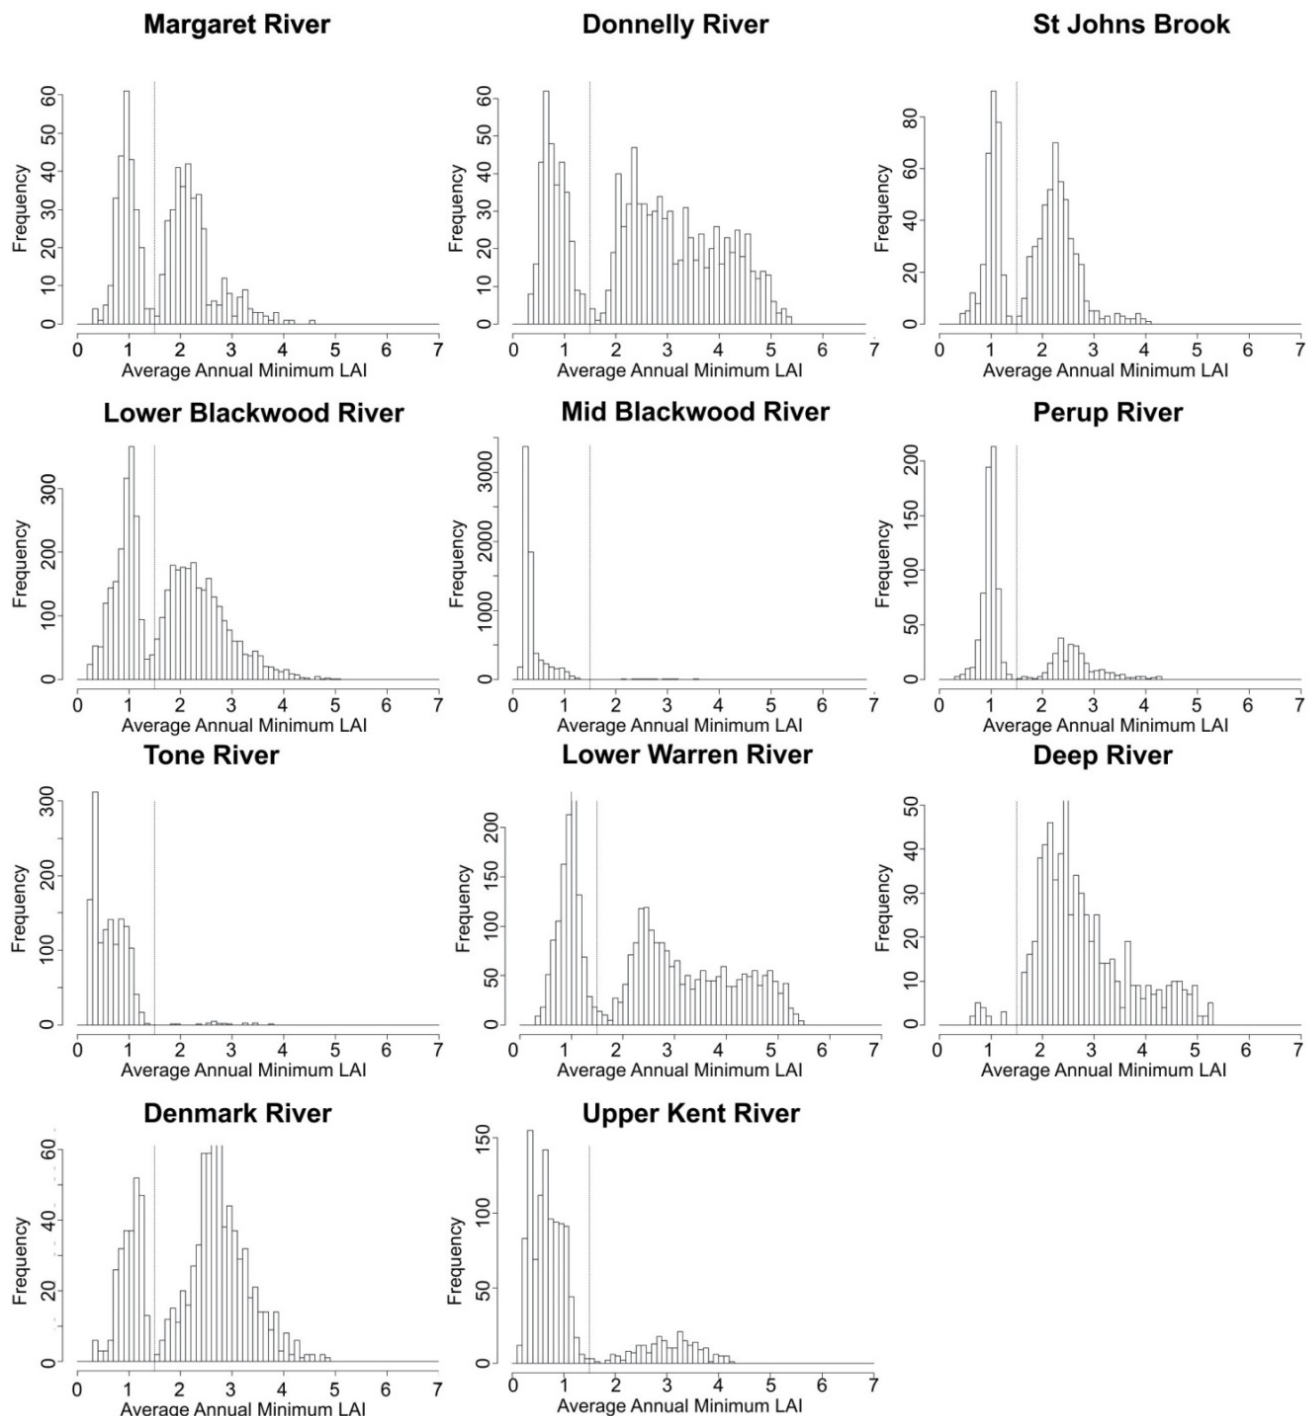 Margaret River
Donnelly River
St Johns Brook
Frequency
0 10 20 30 40 50 60
0 1 2 3 4 5 6 7
Average Annual Minimum LAI
Frequency
0 10 20 30 40 50 60
0 1 2 3 4 5 6 7
Average Annual Minimum LAI
Frequency
0 20 40 60 80
0 1 2 3 4 5 6 7
Average Annual Minimum LAI
Lower Blackwood River
Mid Blackwood River
Perup River
Frequency
0 100 200 300
0 1 2 3 4 5 6 7
Average Annual Minimum LAI
Frequency
0 1000 2000 3000
0 1 2 3 4 5 6 7
Average Annual Minimum LAI
Frequency
0 50 100 150 200
0 1 2 3 4 5 6 7
Average Annual Minimum LAI
Tone River
Lower Warren River
Deep River
Frequency
0 100 200 300
0 1 2 3 4 5 6 7
Average Annual Minimum LAI
Frequency
0 50 100 150 200
0 1 2 3 4 5 6 7
Average Annual Minimum LAI
Frequency
0 10 20 30 40 50
0 1 2 3 4 5 6 7
Average Annual Minimum LAI
Denmark River
Upper Kent River
Frequency
0 20 40 60
0 1 2 3 4 5 6 7
Average Annual Minimum LAI
Frequency
0 50 100 150
0 1 2 3 4 5 6 7
Average Annual Minimum LAI